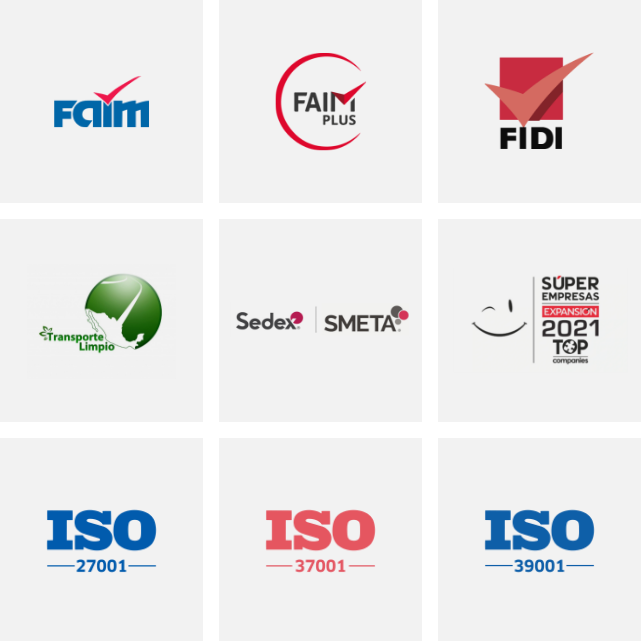 Faim
FAIM
PLUS
FIDI
Transporte
Limpio
Sedex
SMETA
SÚPER
EMPRESAS
EXPANSIÓN
2021
TOP
companies
ISO
27001
ISO
37001
ISO
39001